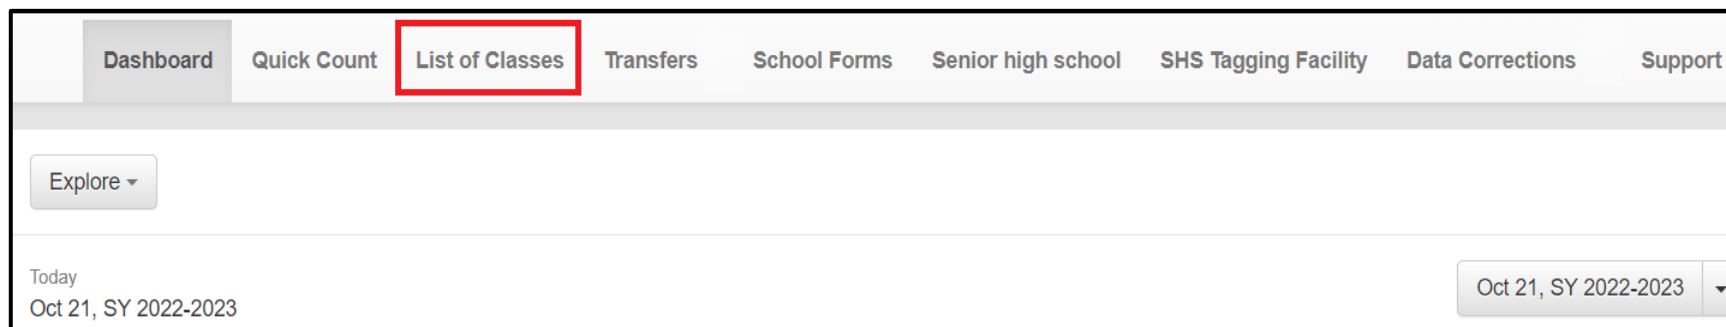 Dashboard Quick Count List of Classes Transfers School Forms Senior high school SHS Tagging Facility Data Corrections Support
Explore
Today
Oct 21, SY 2022-2023
Oct 21, SY 2022-2023